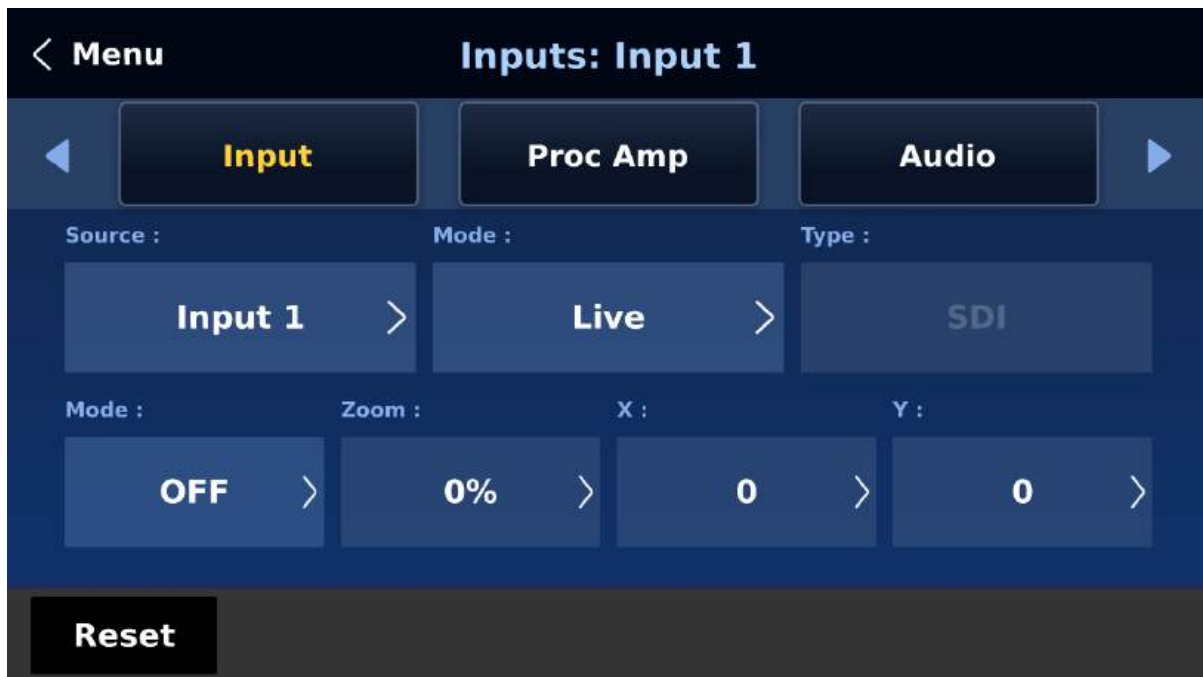 Menu
Inputs: Input 1
Input
Proc Amp
Audio
Source :
Mode :
Type :
Input 1
Live
SDI
Mode :
Zoom :
X :
Y :
OFF
0%
0
0
Reset